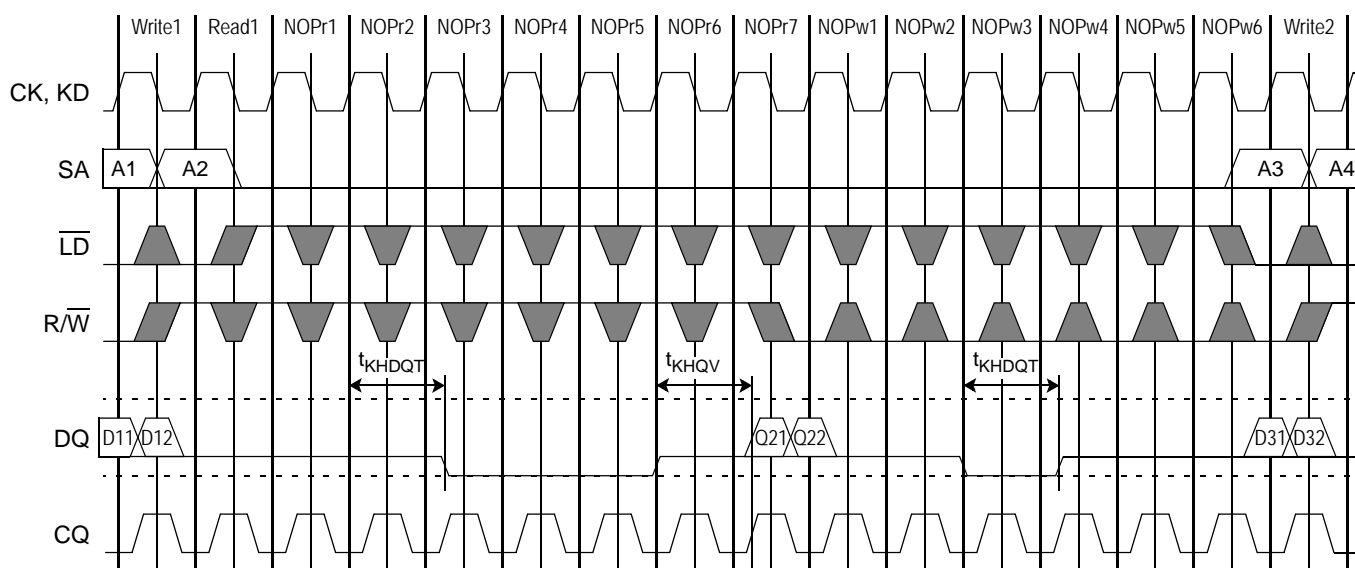 Write1 Read1 NOPr1 NOPr2 NOPr3 NOPr4 NOPr5 NOPr6 NOPr7 NOPw1 NOPw2 NOPw3 NOPw4 NOPw5 NOPw6 Write2
CK, KD
SA A1 A2 A3 A4
LD
R/W
tKHDQT tKHQV tKHDQT
DQ D11 D12 Q21 Q22 D31 D32
CQ